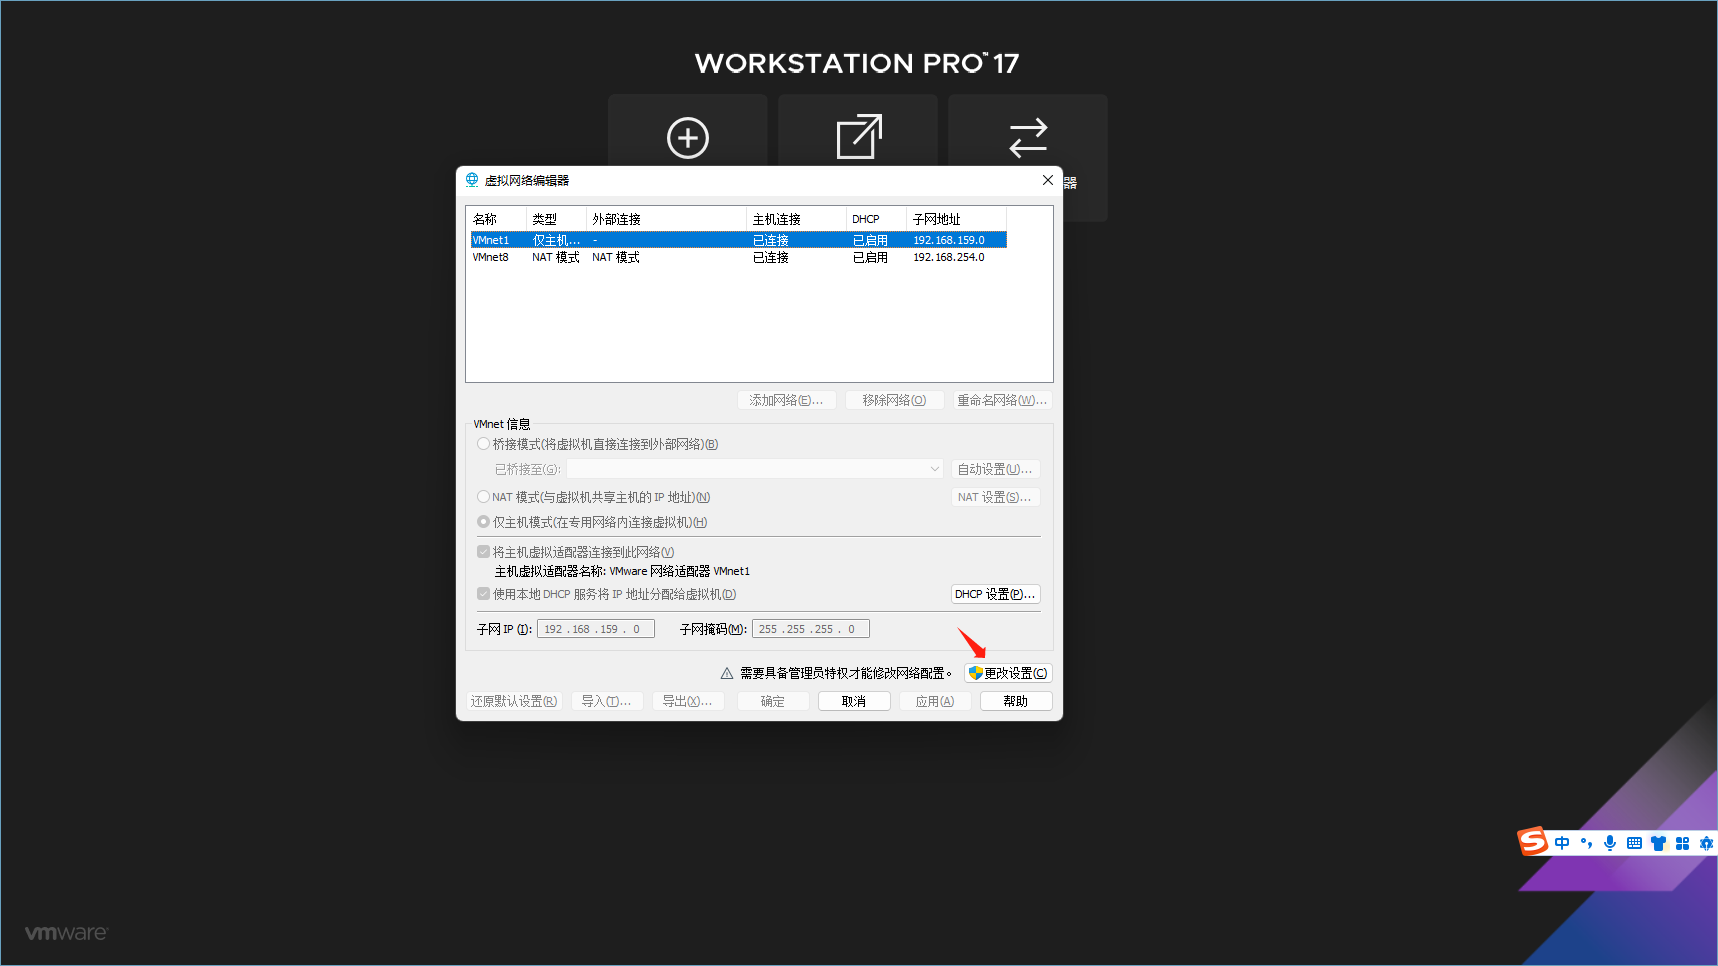 WORKSTATION PRO™ 17
虚拟网络编辑器
器
名称 类型 外部连接 主机连接 DHCP 子网地址
VMnet1 仅主机... - 已连接 已启用 192.168.159.0
VMnet8 NAT 模式 NAT 模式 已连接 已启用 192.168.254.0
添加网络(E)... 移除网络(O) 重命名网络(W)...
VMnet 信息
桥接模式(将虚拟机直接连接到外部网络)(B)
已桥接至(G): 自动设置(U)...
NAT 模式(与虚拟机共享主机的 IP 地址)(N) NAT 设置(S)...
仅主机模式(在专用网络内连接虚拟机)(H)
将主机虚拟适配器连接到此网络(V)
主机虚拟适配器名称: VMware 网络适配器 VMnet1
使用本地 DHCP 服务将 IP 地址分配给虚拟机(D) DHCP 设置(P)...
子网 IP (I): 192 . 168 . 159 . 0 子网掩码(M): 255 . 255 . 255 . 0
需要具备管理员特权才能修改网络配置。 更改设置(C)
还原默认设置(R) 导入(T)... 导出(X)... 确定 取消 应用(A) 帮助
S 中
vmware